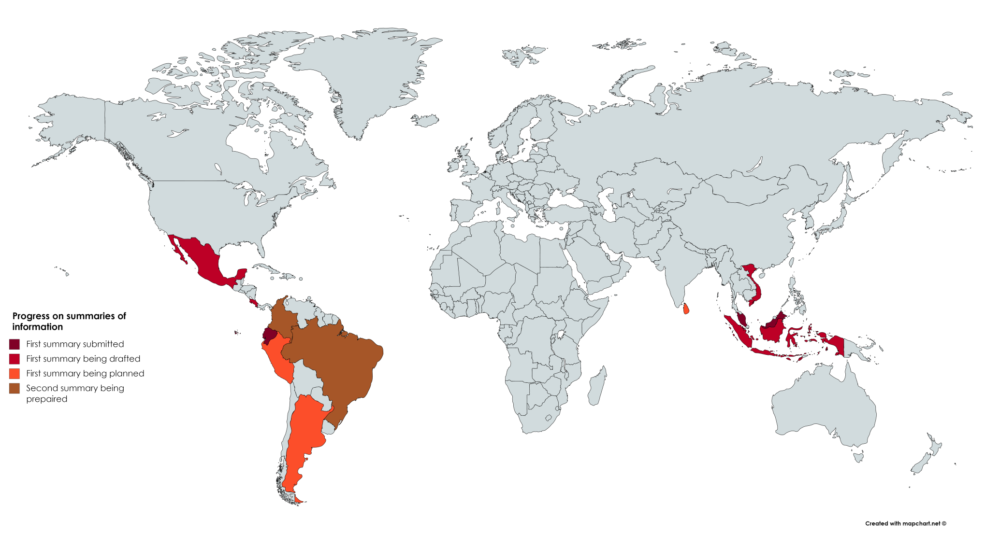 Progress on summaries of
information
First summary submitted
First summary being drafted
First summary being planned
Second summary being
prepaired
Created with mapchart.net ©